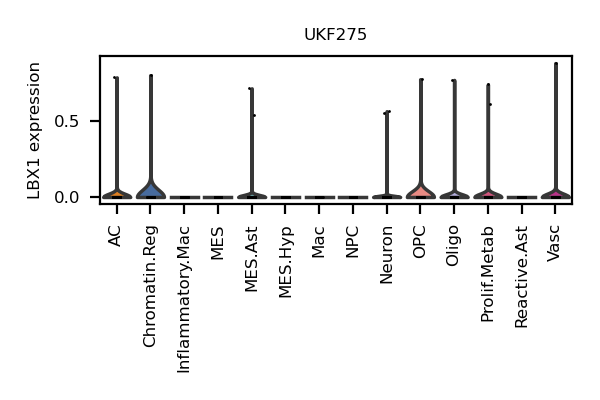 UKF275
LBX1 expression
0.5
0.0
AC
Chromatin.Reg
Inflammatory.Mac
MES
MES.Ast
MES.Hyp
Mac
NPC
Neuron
OPC
Oligo
Prolif.Metab
Reactive.Ast
Vasc